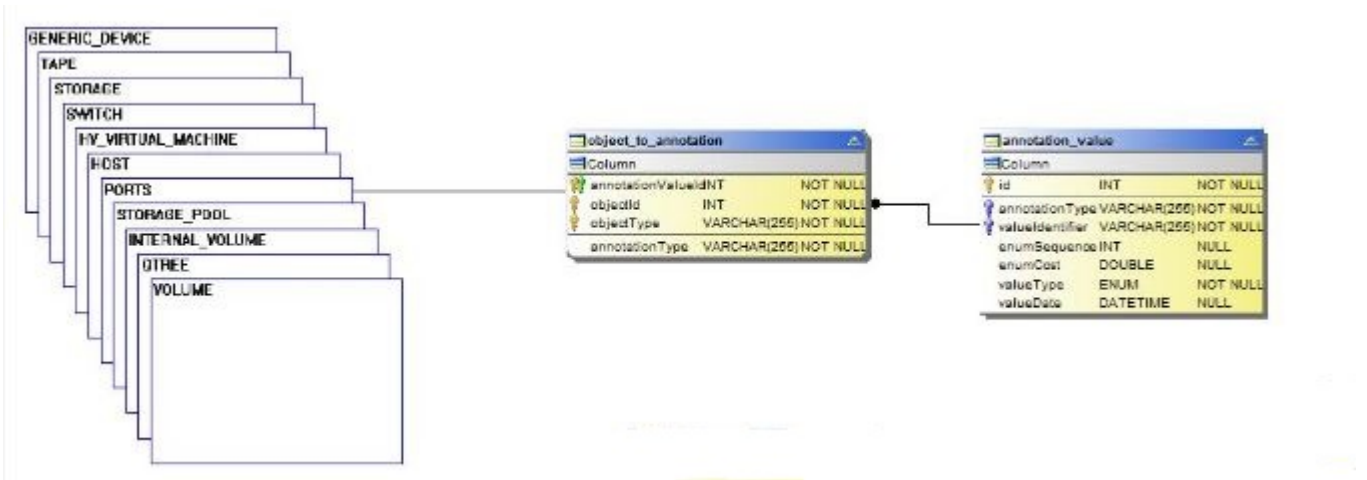 GENERIC_DEVICE
TAPE
STORAGE
SWITCH
HV_VIRTUAL_MACHINE
HOST
PORTS
STORAGE_POOL
INTERNAL_VOLUME
QTREE
VOLUME
object_to_annotation
Column
annotationValueId INT NOT NULL
objectId INT NOT NULL
objectType VARCHAR(255) NOT NULL
annotationType VARCHAR(255) NOT NULL
annotation_value
Column
id INT NOT NULL
annotationType VARCHAR(255) NOT NULL
valueIdentifier VARCHAR(255) NOT NULL
enumSequence INT NULL
enumCost DOUBLE NULL
valueType ENUM NOT NULL
valueDate DATETIME NULL